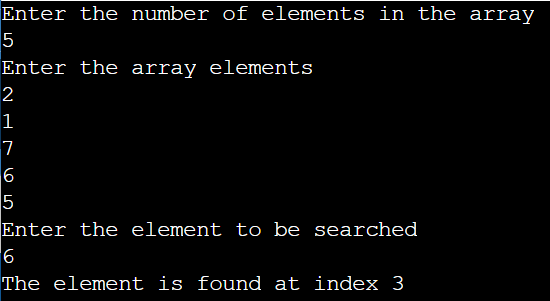 Enter the number of elements in the array
5
Enter the array elements
2
1
7
6
5
Enter the element to be searched
6
The element is found at index 3